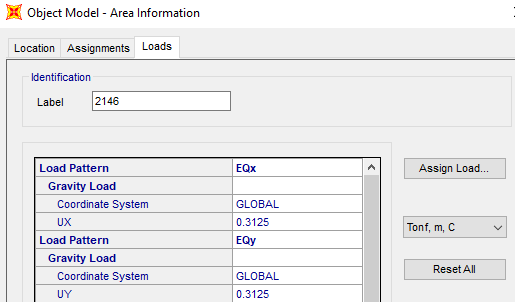 Object Model - Area Information
Location Assignments Loads
Identification
Label 2146
Load Pattern EQx
Gravity Load
Coordinate System GLOBAL
UX 0.3125
Load Pattern EQy
Gravity Load
Coordinate System GLOBAL
UY 0.3125
Assign Load...
Tonf, m, C
Reset All